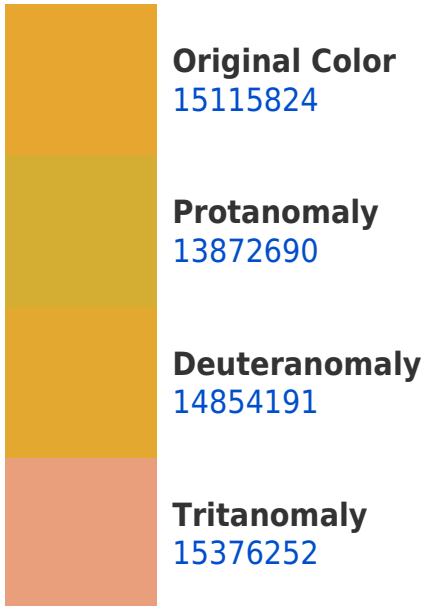 Original Color
15115824
Protanomaly
13872690
Deuteranomaly
14854191
Tritanomaly
15376252